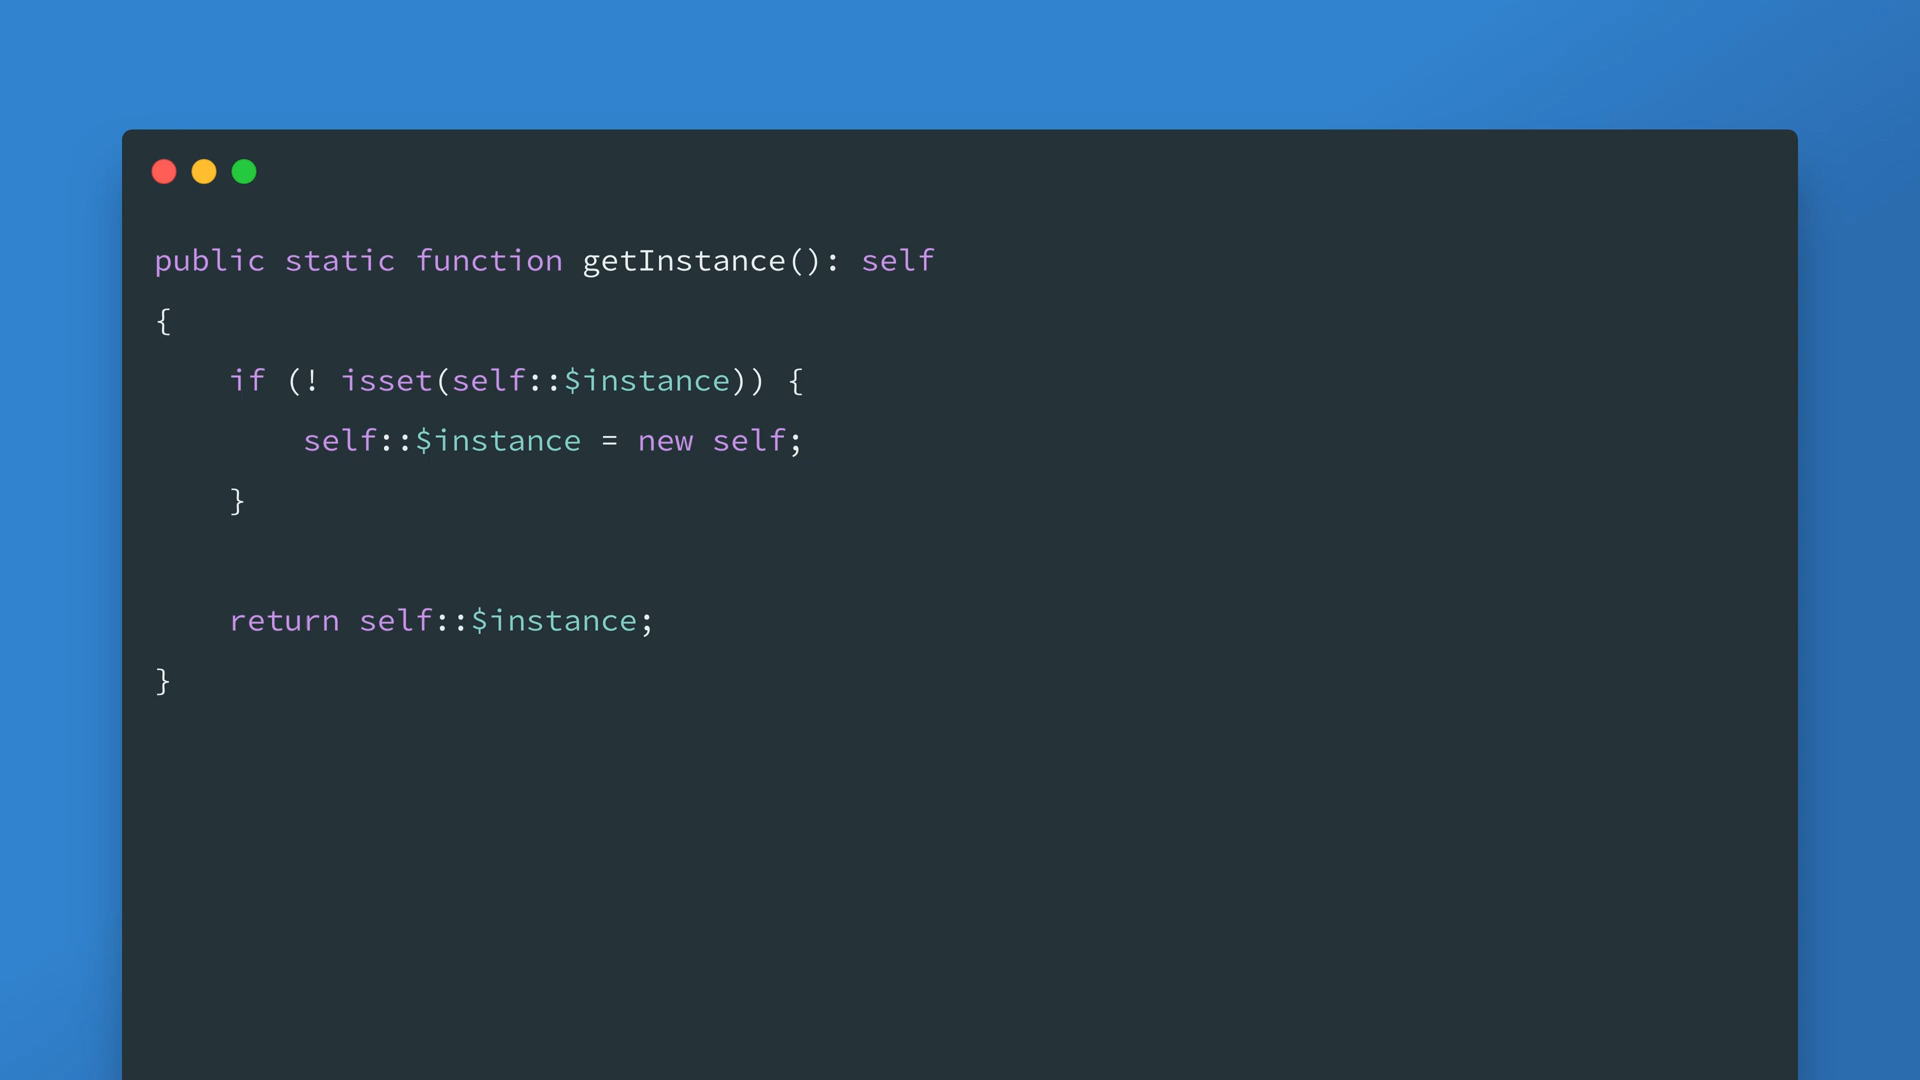 public static function getInstance(): self
{
    if (! isset(self::$instance)) {
        self::$instance = new self;
    }

    return self::$instance;
}